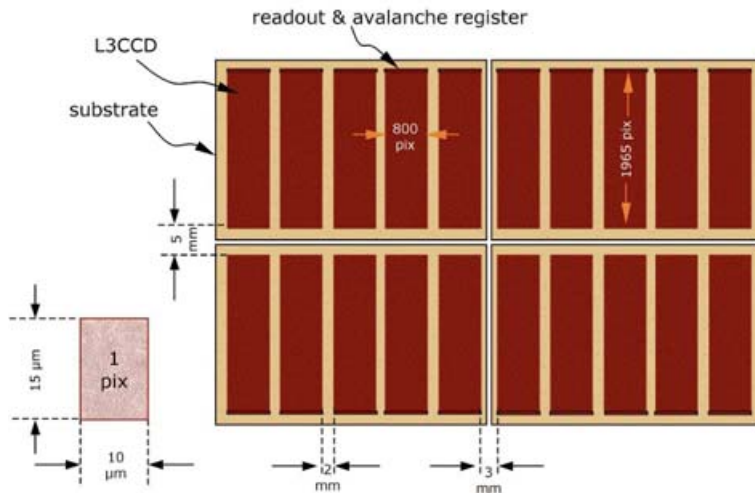 readout & avalanche register
L3CCD
substrate
800
pix
1965 pix
5
mm
15 µm
1
pix
10
µm
2
mm
3
mm